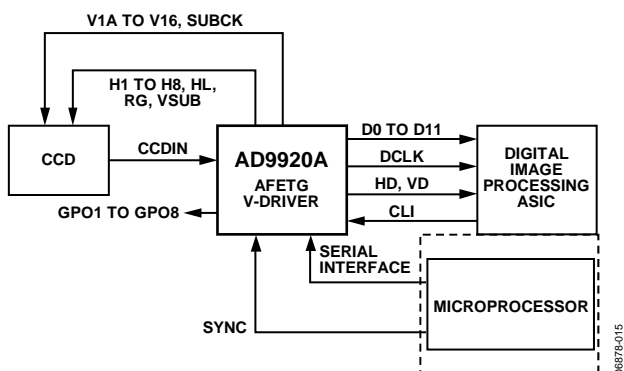 V1A TO V16, SUBCK
H1 TO H8, HL,
RG, VSUB
CCD
CCDIN
AD9920A
AFETG
V-DRIVER
D0 TO D11
DCLK
HD, VD
CLI
DIGITAL
IMAGE
PROCESSING
ASIC
GPO1 TO GPO8
SERIAL
INTERFACE
MICROPROCESSOR
SYNC
06878-015